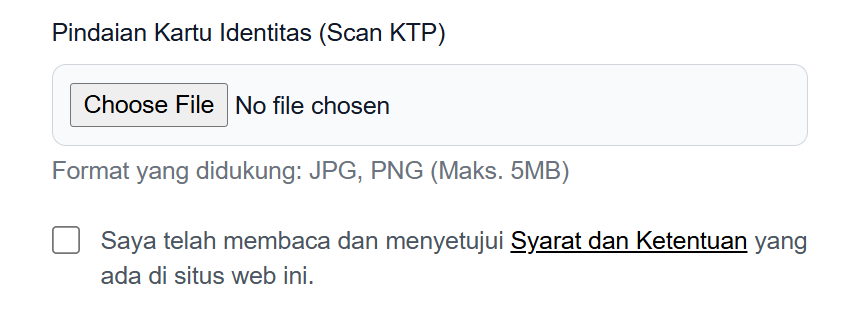 Pindaian Kartu Identitas (Scan KTP)
Choose File No file chosen
Format yang didukung: JPG, PNG (Maks. 5MB)
Saya telah membaca dan menyetujui Syarat dan Ketentuan yang
ada di situs web ini.